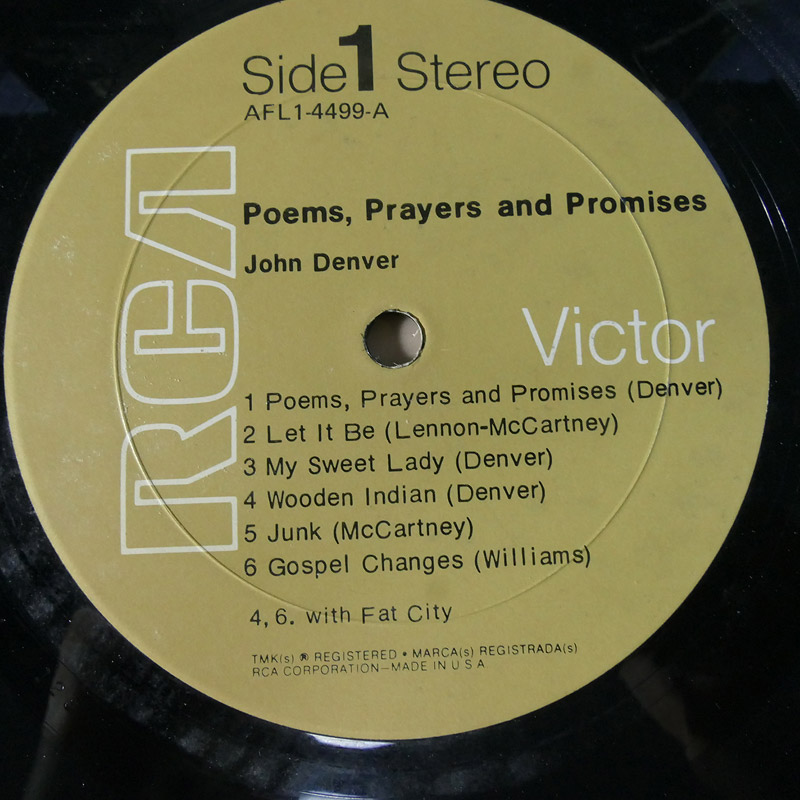 Side 1 Stereo
AFL1-4499-A
RCA
Poems, Prayers and Promises
John Denver
Victor
1 Poems, Prayers and Promises (Denver)
2 Let It Be (Lennon-McCartney)
3 My Sweet Lady (Denver)
4 Wooden Indian (Denver)
5 Junk (McCartney)
6 Gospel Changes (Williams)
4, 6. with Fat City
TMK(s) ® REGISTERED • MARCA(s) REGISTRADA(s)
RCA CORPORATION—MADE IN U S A